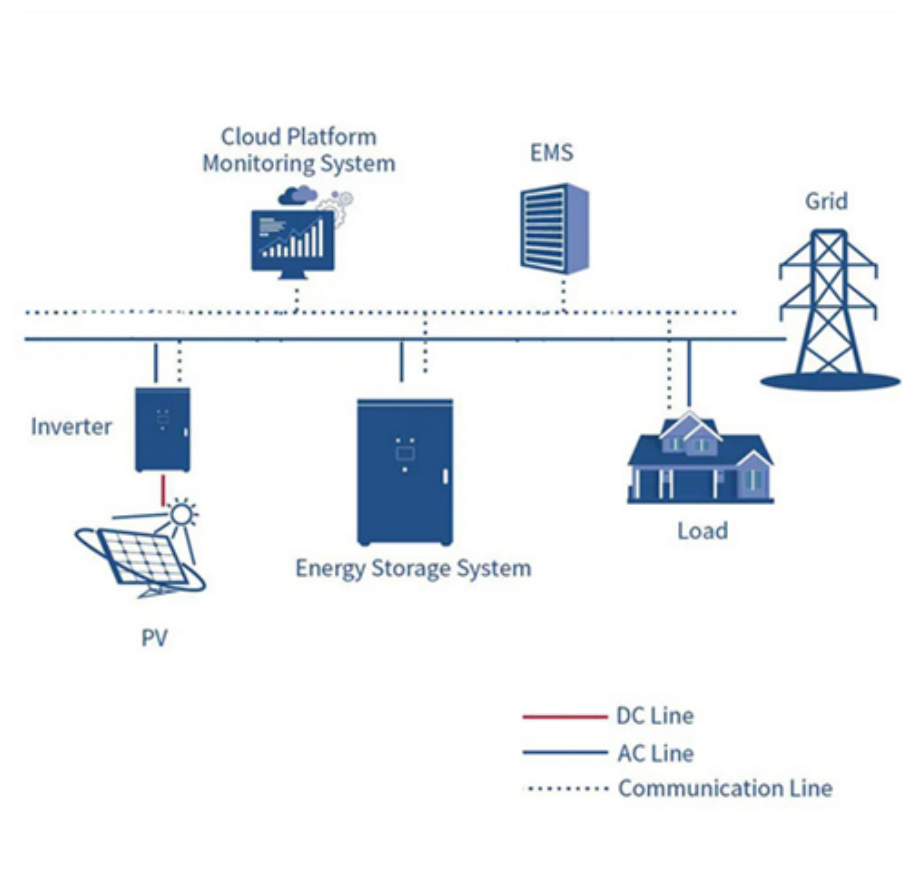 Cloud Platform
Monitoring System
EMS
Grid
Inverter
Load
Energy Storage System
PV
DC Line
AC Line
Communication Line